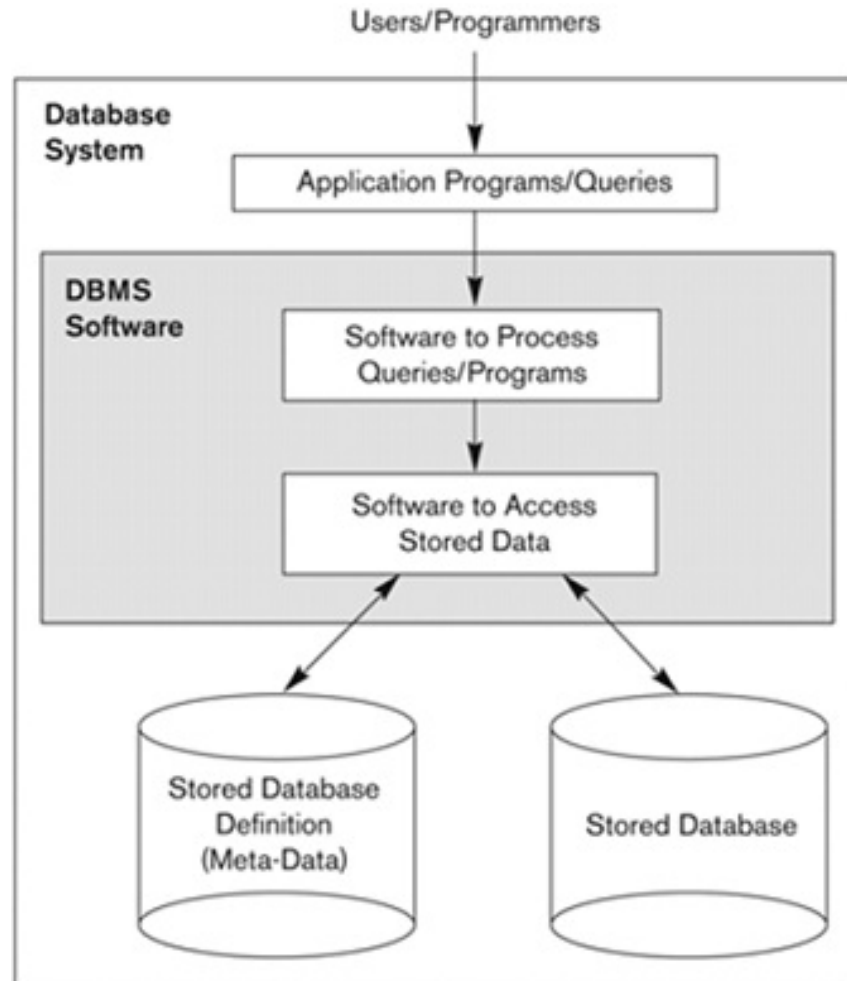 Users/Programmers
Database
System
Application Programs/Queries
DBMS
Software
Software to Process
Queries/Programs
Software to Access
Stored Data
Stored Database
Definition
(Meta-Data)
Stored Database